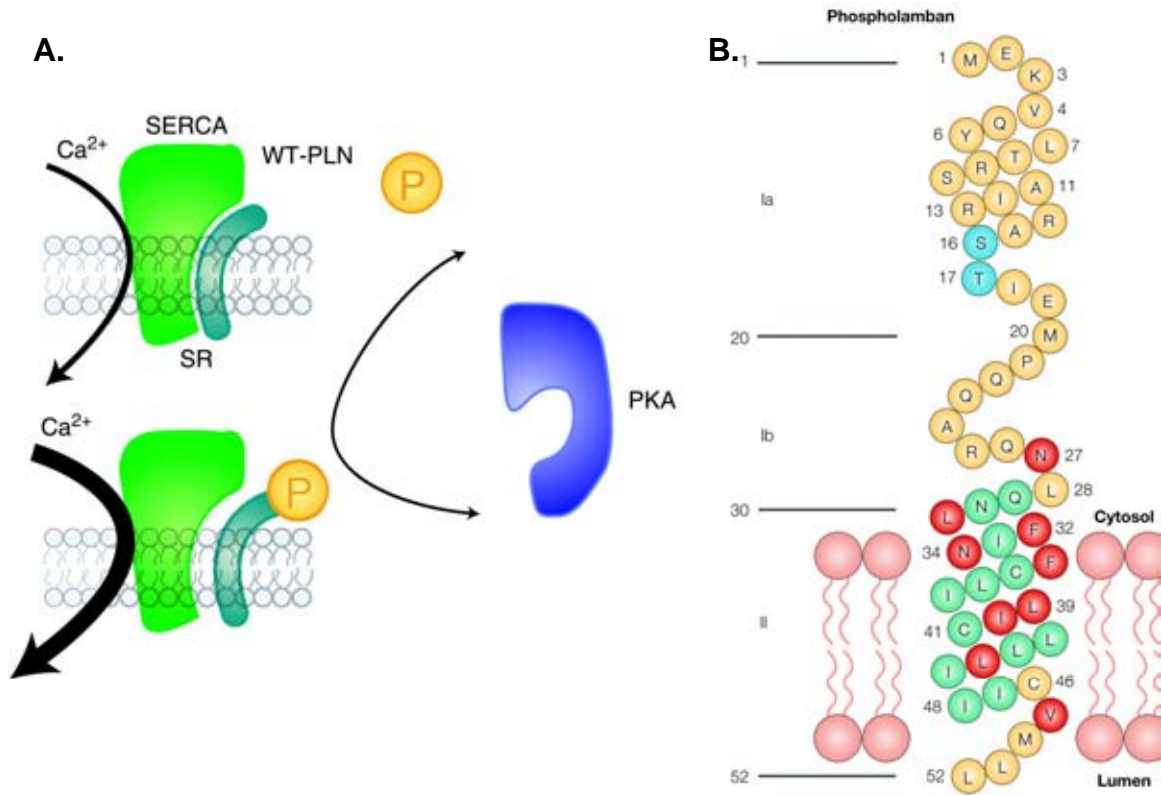 A.
SERCA
Ca2+
WT-PLN
P
SR
Ca2+
P
PKA
B.
Phospholamban
1
1 M E K 3
V 4
6 Y Q L 7
S R T A 11
Ia
13 R I R
16 S A
17 T I E
20
20 M
P
Q Q
A R Q N 27
Ib
L 28
L N Q
30
Cytosol
34 N I F 32
I L C F
41 C I L 39
II
I L L L
48 I I C 46
V
M
52
52 L L
Lumen